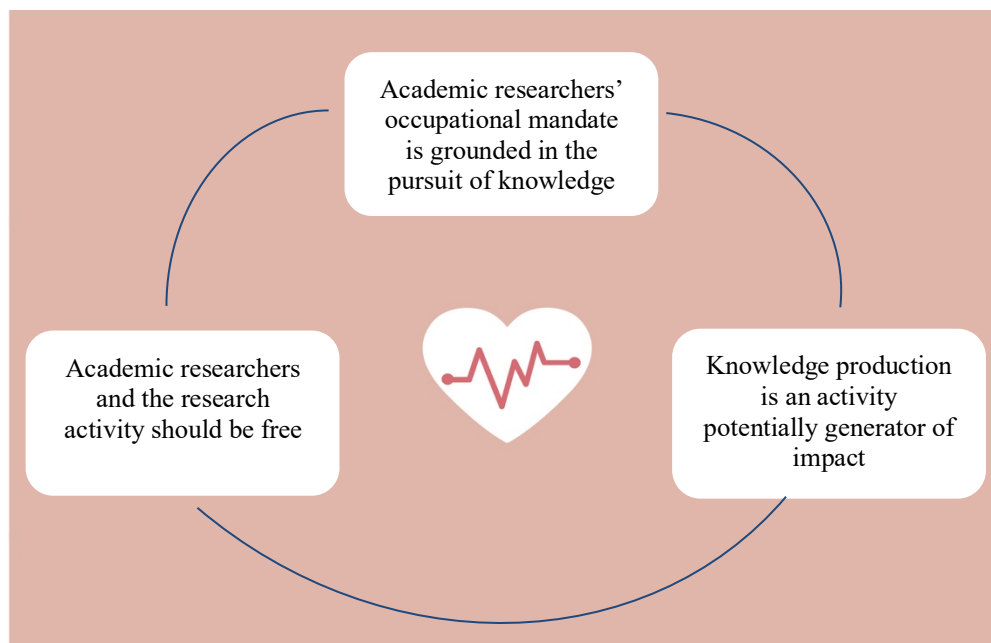 Academic researchers’
occupational mandate
is grounded in the
pursuit of knowledge
Academic researchers
and the research
activity should be free
Knowledge production
is an activity
potentially generator of
impact